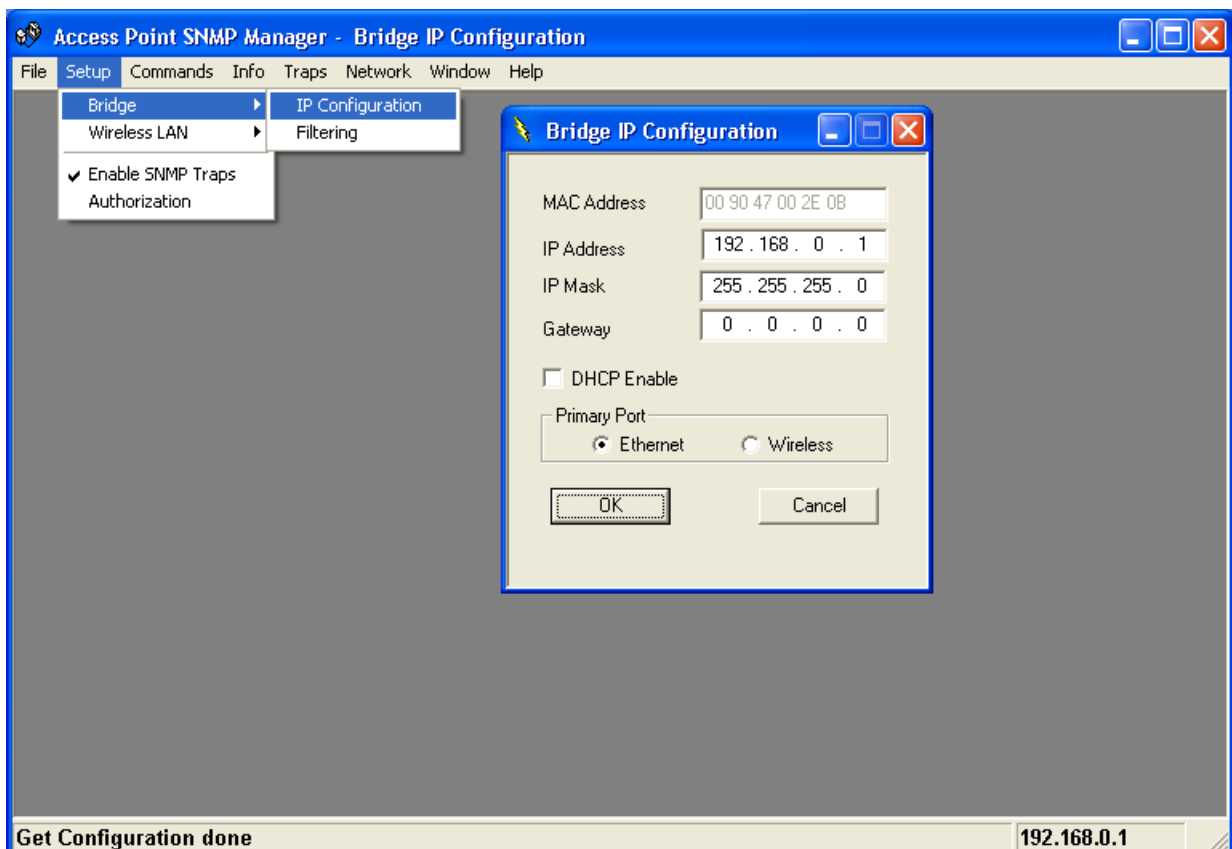 Access Point SNMP Manager - Bridge IP Configuration
File Setup Commands Info Traps Network Window Help
Bridge
Wireless LAN
Enable SNMP Traps
Authorization
IP Configuration
Filtering
Bridge IP Configuration
MAC Address 00 90 47 00 2E 0B
IP Address 192 . 168 . 0 . 1
IP Mask 255 . 255 . 255 . 0
Gateway 0 . 0 . 0 . 0
DHCP Enable
Primary Port
Ethernet Wireless
OK Cancel
Get Configuration done 192.168.0.1